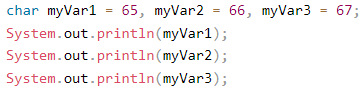 char myVar1 = 65, myVar2 = 66, myVar3 = 67;
System.out.println(myVar1);
System.out.println(myVar2);
System.out.println(myVar3);